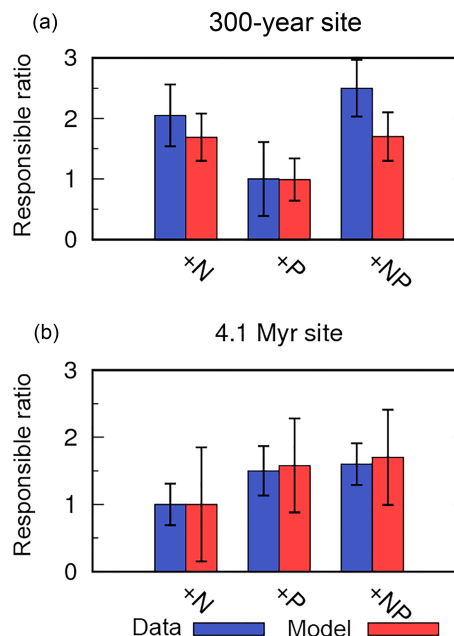 (a) 300-year site
Responsible ratio
3
2
1
0
+N +P +NP
(b) 4.1 Myr site
Responsible ratio
3
2
1
0
+N +P +NP
Data Model